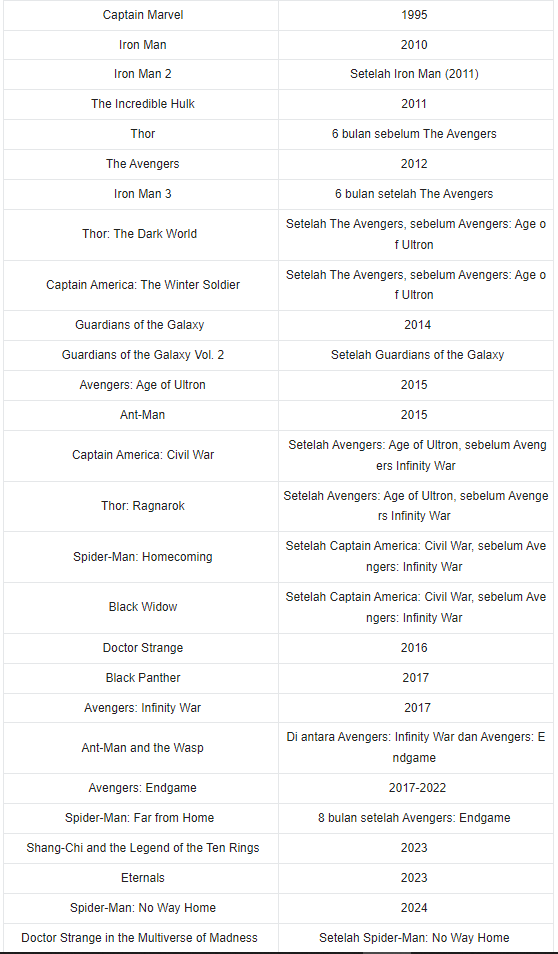 Captain Marvel 1995
Iron Man 2010
Iron Man 2 Setelah Iron Man (2011)
The Incredible Hulk 2011
Thor 6 bulan sebelum The Avengers
The Avengers 2012
Iron Man 3 6 bulan setelah The Avengers
Thor: The Dark World Setelah The Avengers, sebelum Avengers: Age o
f Ultron
Captain America: The Winter Soldier Setelah The Avengers, sebelum Avengers: Age o
f Ultron
Guardians of the Galaxy 2014
Guardians of the Galaxy Vol. 2 Setelah Guardians of the Galaxy
Avengers: Age of Ultron 2015
Ant-Man 2015
Captain America: Civil War Setelah Avengers: Age of Ultron, sebelum Aveng
ers Infinity War
Thor: Ragnarok Setelah Avengers: Age of Ultron, sebelum Avenge
rs Infinity War
Spider-Man: Homecoming Setelah Captain America: Civil War, sebelum Ave
ngers: Infinity War
Black Widow Setelah Captain America: Civil War, sebelum Ave
ngers: Infinity War
Doctor Strange 2016
Black Panther 2017
Avengers: Infinity War 2017
Ant-Man and the Wasp Di antara Avengers: Infinity War dan Avengers: E
ndgame
Avengers: Endgame 2017-2022
Spider-Man: Far from Home 8 bulan setelah Avengers: Endgame
Shang-Chi and the Legend of the Ten Rings 2023
Eternals 2023
Spider-Man: No Way Home 2024
Doctor Strange in the Multiverse of Madness Setelah Spider-Man: No Way Home